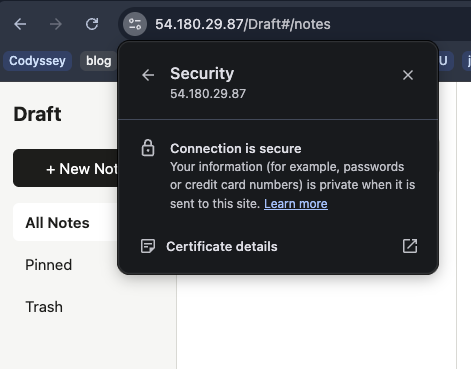 54.180.29.87/Draft#/notes
Codyssey
blog
U
Security
54.180.29.87
Draft
Connection is secure
+ New Not
Your information (for example, passwords
or credit card numbers) is private when it is
sent to this site. Learn more
All Notes
Certificate details
Pinned
Trash